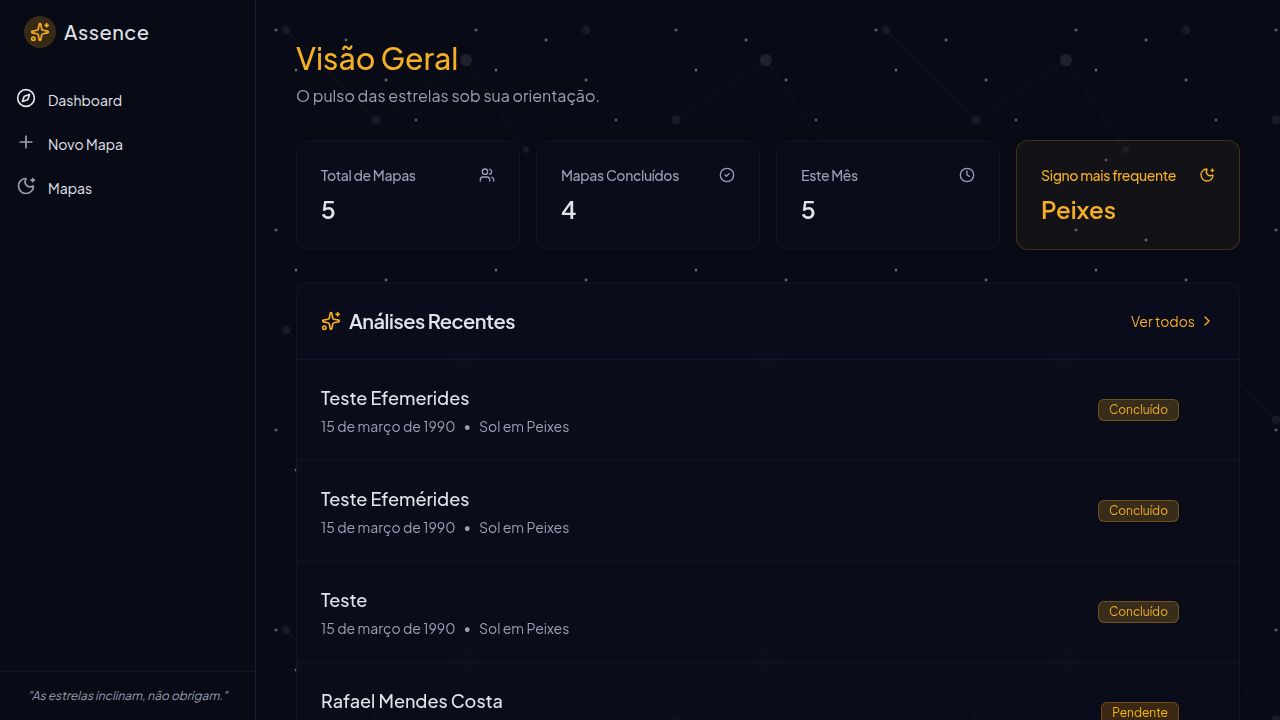 Assence
Dashboard
Novo Mapa
Mapas
"As estrelas inclinam, não obrigam."
Visão Geral
O pulso das estrelas sob sua orientação.
Total de Mapas
5
Mapas Concluídos
4
Este Mês
5
Signo mais frequente
Peixes
Análises Recentes
Ver todos
Teste Efemerides
15 de março de 1990 • Sol em Peixes
Concluído
Teste Efemérides
15 de março de 1990 • Sol em Peixes
Concluído
Teste
15 de março de 1990 • Sol em Peixes
Concluído
Rafael Mendes Costa
Pendente